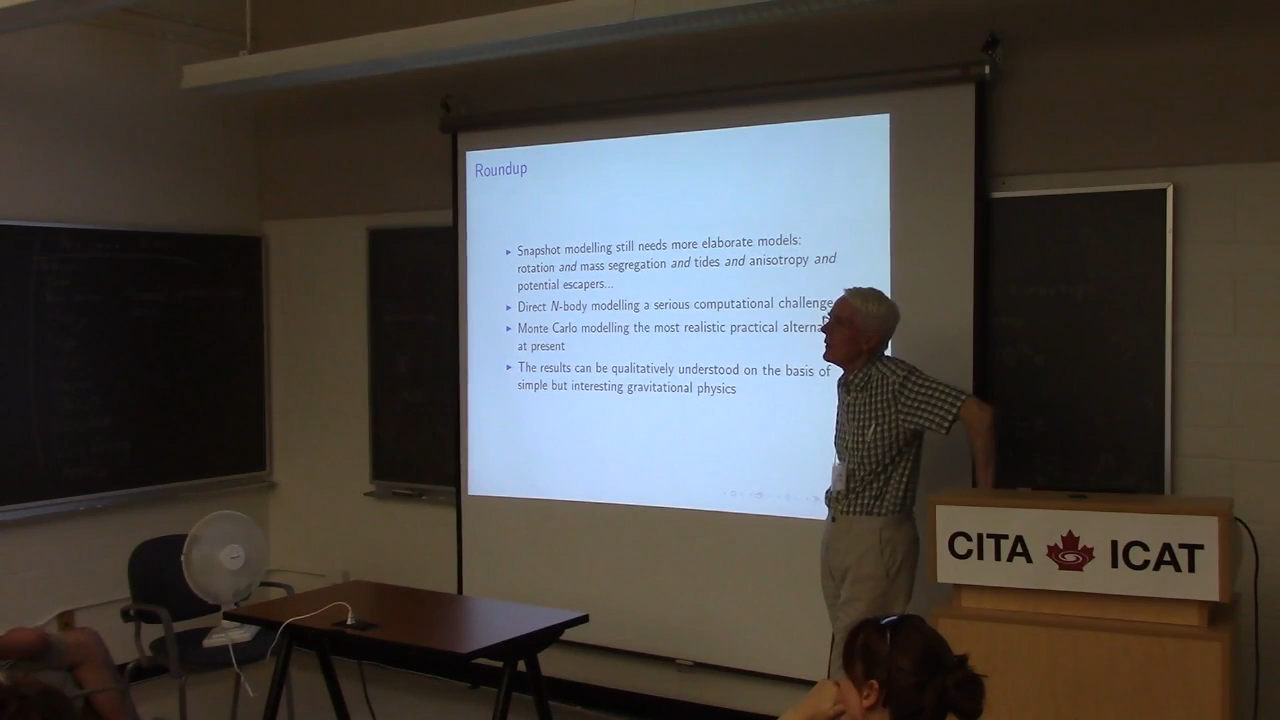 Roundup
Snapshot modelling still needs more elaborate models:
rotation and mass segregation and tides and anisotropy and
potential escapers...
Direct N-body modelling a serious computational challenge
Monte Carlo modelling the most realistic practical
at present
The results can be qualitatively understood on the basis of
simple but interesting gravitational physics
CITA ICAT